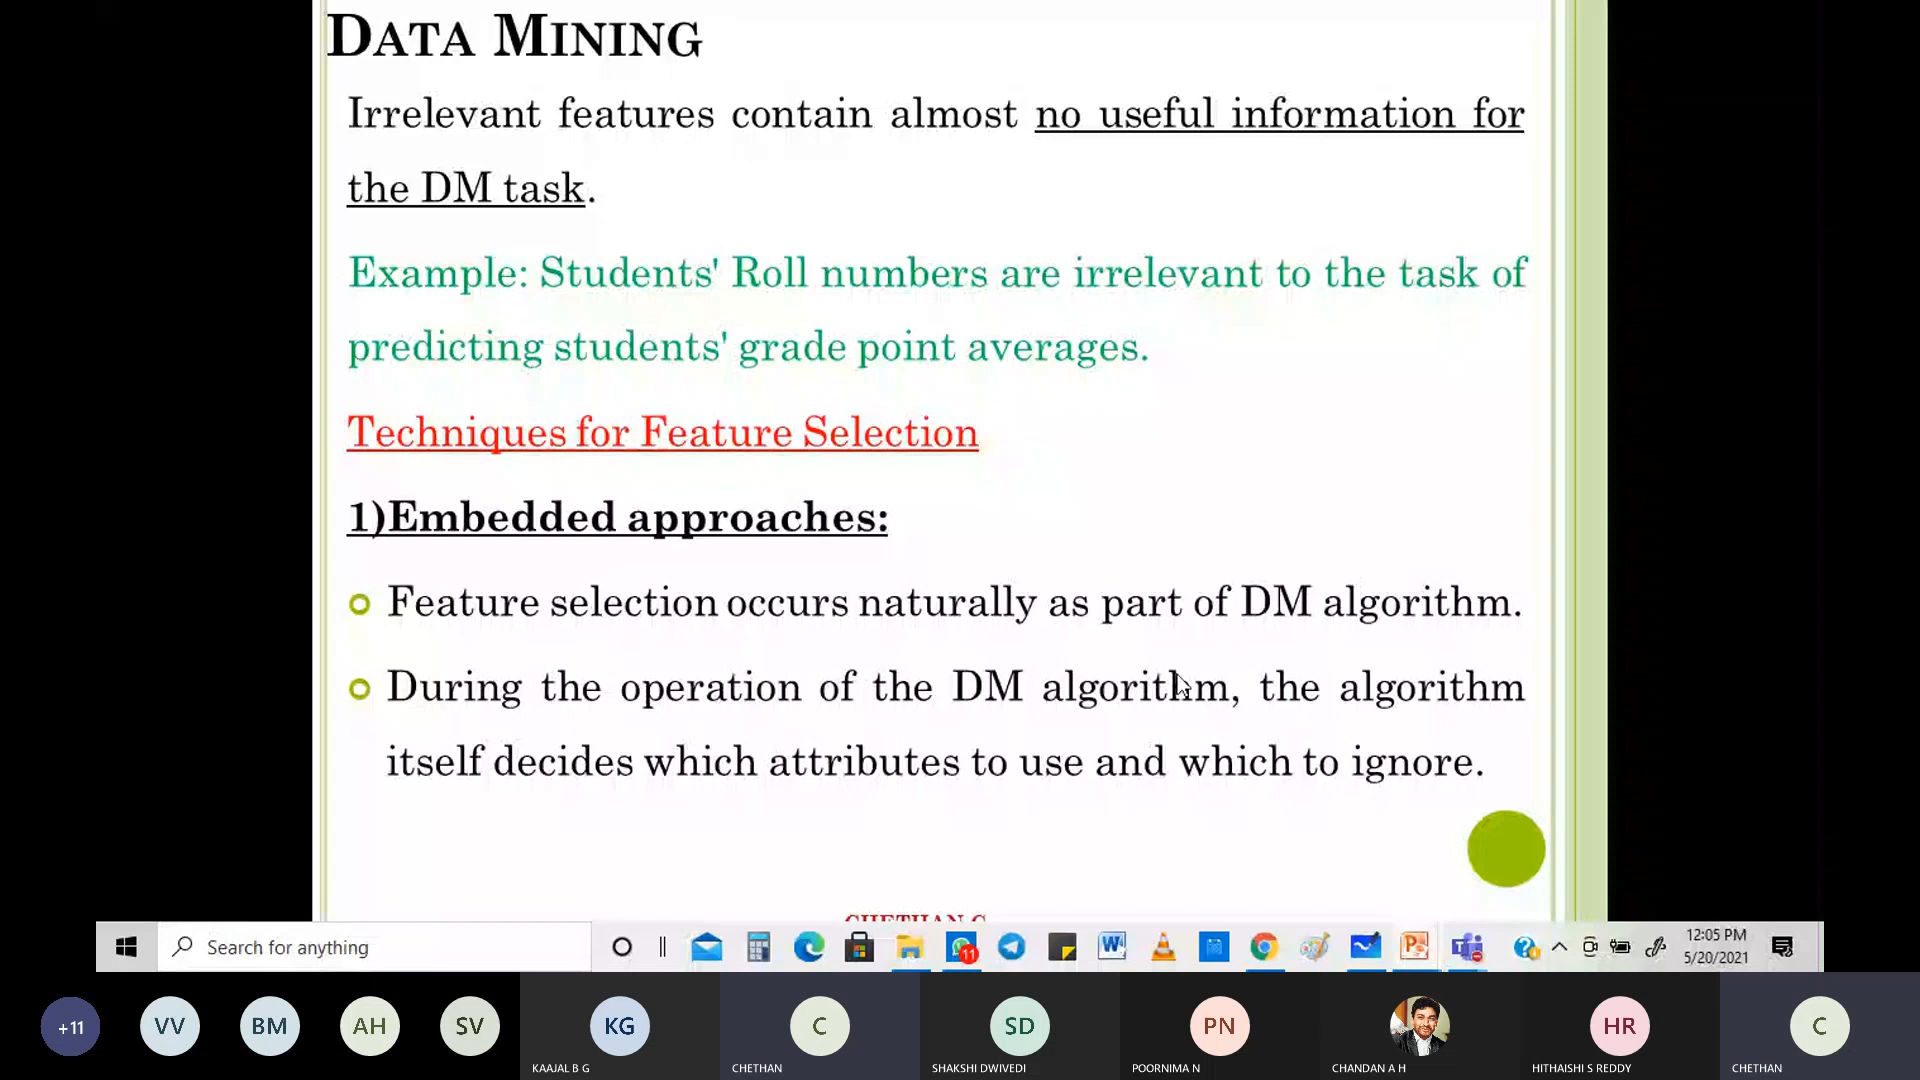 DATA MINING
Irrelevant features contain almost no useful information for
the DM task.
Example: Students' Roll numbers are irrelevant to the task of
predicting students' grade point averages.
Techniques for Feature Selection
1)Embedded approaches:
Feature selection occurs naturally as part of DM algorithm.
During the operation of the DM algorithm, the algorithm
itself decides which attributes to use and which to ignore.
CHETHAN G
Search for anything
11
12:05 PM
5/20/2021
+11
VV
BM
AH
SV
KG
C
SD
PN
HR
C
KAAJAL B G
CHETHAN
SHAKSHI DWIVEDI
POORNIMA N
CHANDAN A H
HITHAISHI S REDDY
CHETHAN